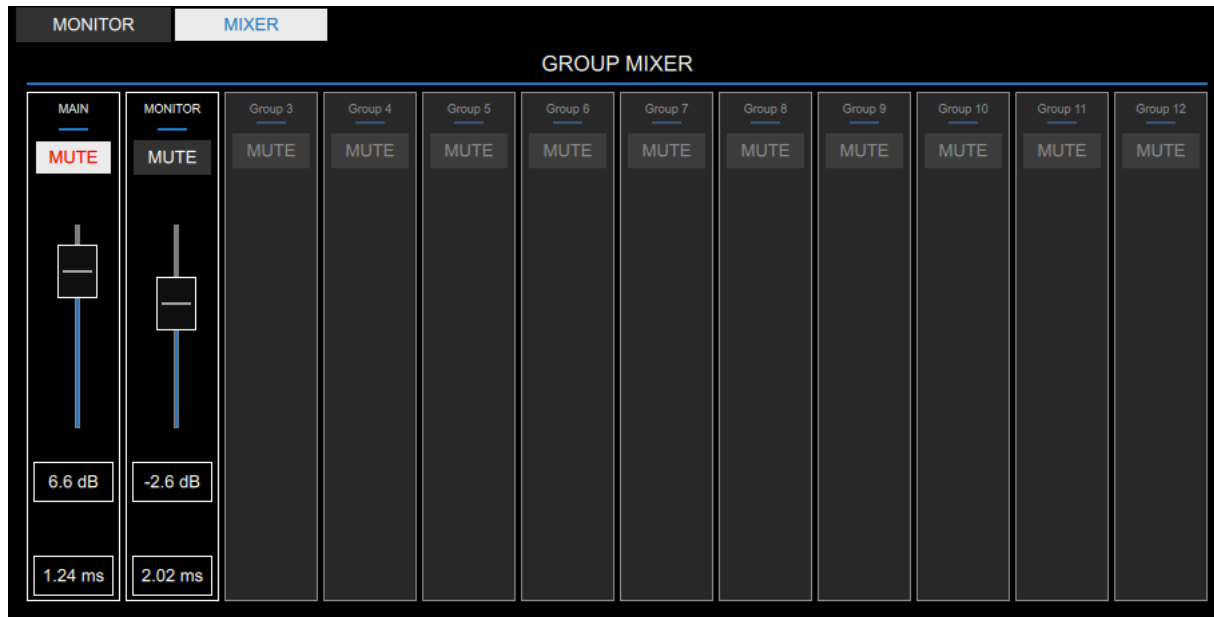 MONITOR MIXER
GROUP MIXER
MAIN MONITOR Group 3 Group 4 Group 5 Group 6 Group 7 Group 8 Group 9 Group 10 Group 11 Group 12
MUTE MUTE MUTE MUTE MUTE MUTE MUTE MUTE MUTE MUTE MUTE MUTE
6.6 dB -2.6 dB
1.24 ms 2.02 ms